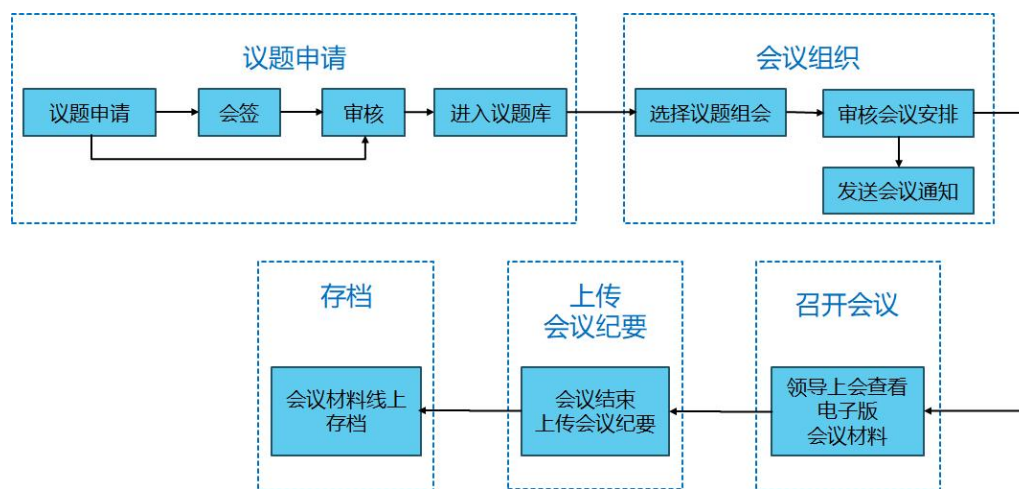 议题申请
议题申请
会签
审核
进入议题库
会议组织
选择议题组会
审核会议安排
发送会议通知
存档
会议材料线上
存档
上传
会议纪要
会议结束
上传会议纪要
召开会议
领导上会查看
电子版
会议材料